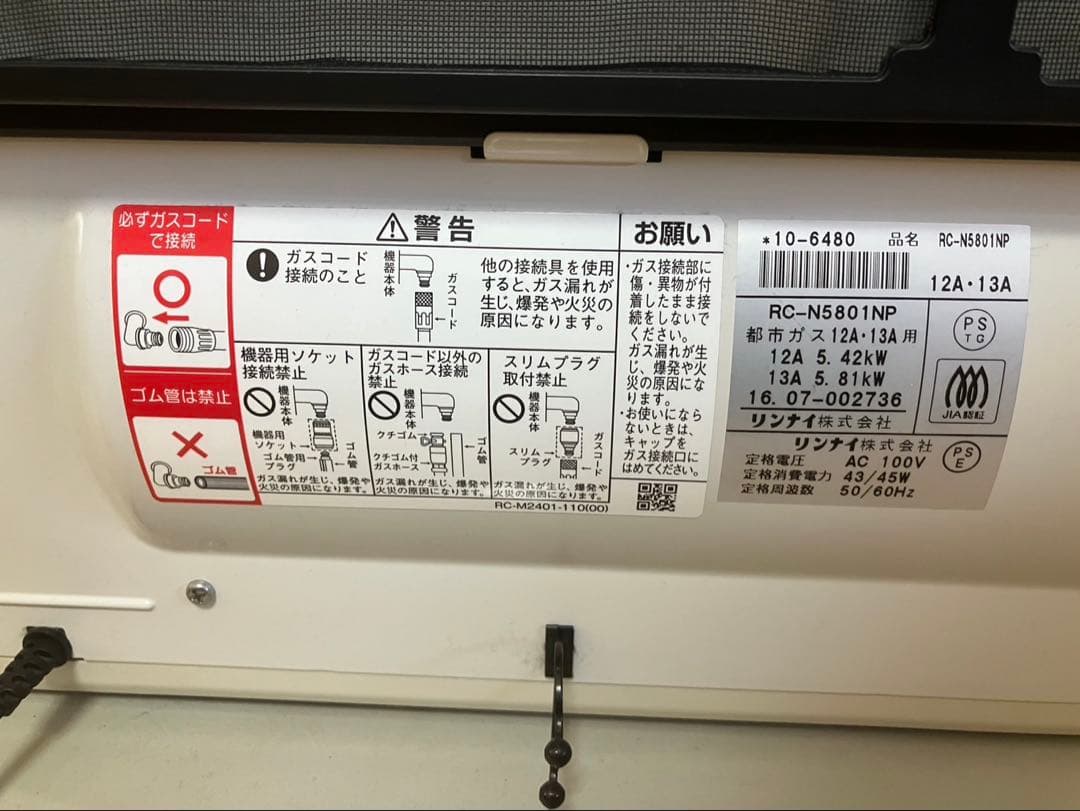 必ずガスコード
で接続
ゴム管は禁止
ゴム管
警告
ガスコード
接続のこと
機器本体
ガスコード
他の接続具を使用
すると、ガス漏れが
生じ、爆発や火災の
原因になります。
機器用ソケット
接続禁止
機器本体
機器用
ソケット
ゴム管用
プラグ
ゴム管
ガス漏れが生じ、爆発や
火災の原因になります。
ガスコード以外の
ガスホース接続
禁止
機器本体
クチゴム
クチゴム付
ガスホース
ゴム管
ガス漏れが生じ、爆発や
火災の原因になります。
スリムプラグ
取付禁止
機器本体
スリム
プラグ
ガスコード
ガス漏れが生じ、爆発や
火災の原因になります。
RC-M2401-110(00)
お願い
・ガス接続部に
傷・異物が付
着したまま接
続をしないで
ください。
ガス漏れが生
じ、爆発や火
災の原因にな
ります。
・お使いになら
ないときは、
キャップを
ガス接続口に
はめてください。
*10-6480 品名 RC-N5801NP
12A・13A
RC-N5801NP
都市ガス12A・13A用
12A 5.42kW
13A 5.81kW
16.07-002736
リンナイ株式会社
PS
TG
JIA認証
リンナイ株式会社
定格電圧 AC 100V
定格消費電力 43/45W
定格周波数 50/60Hz
PS
E